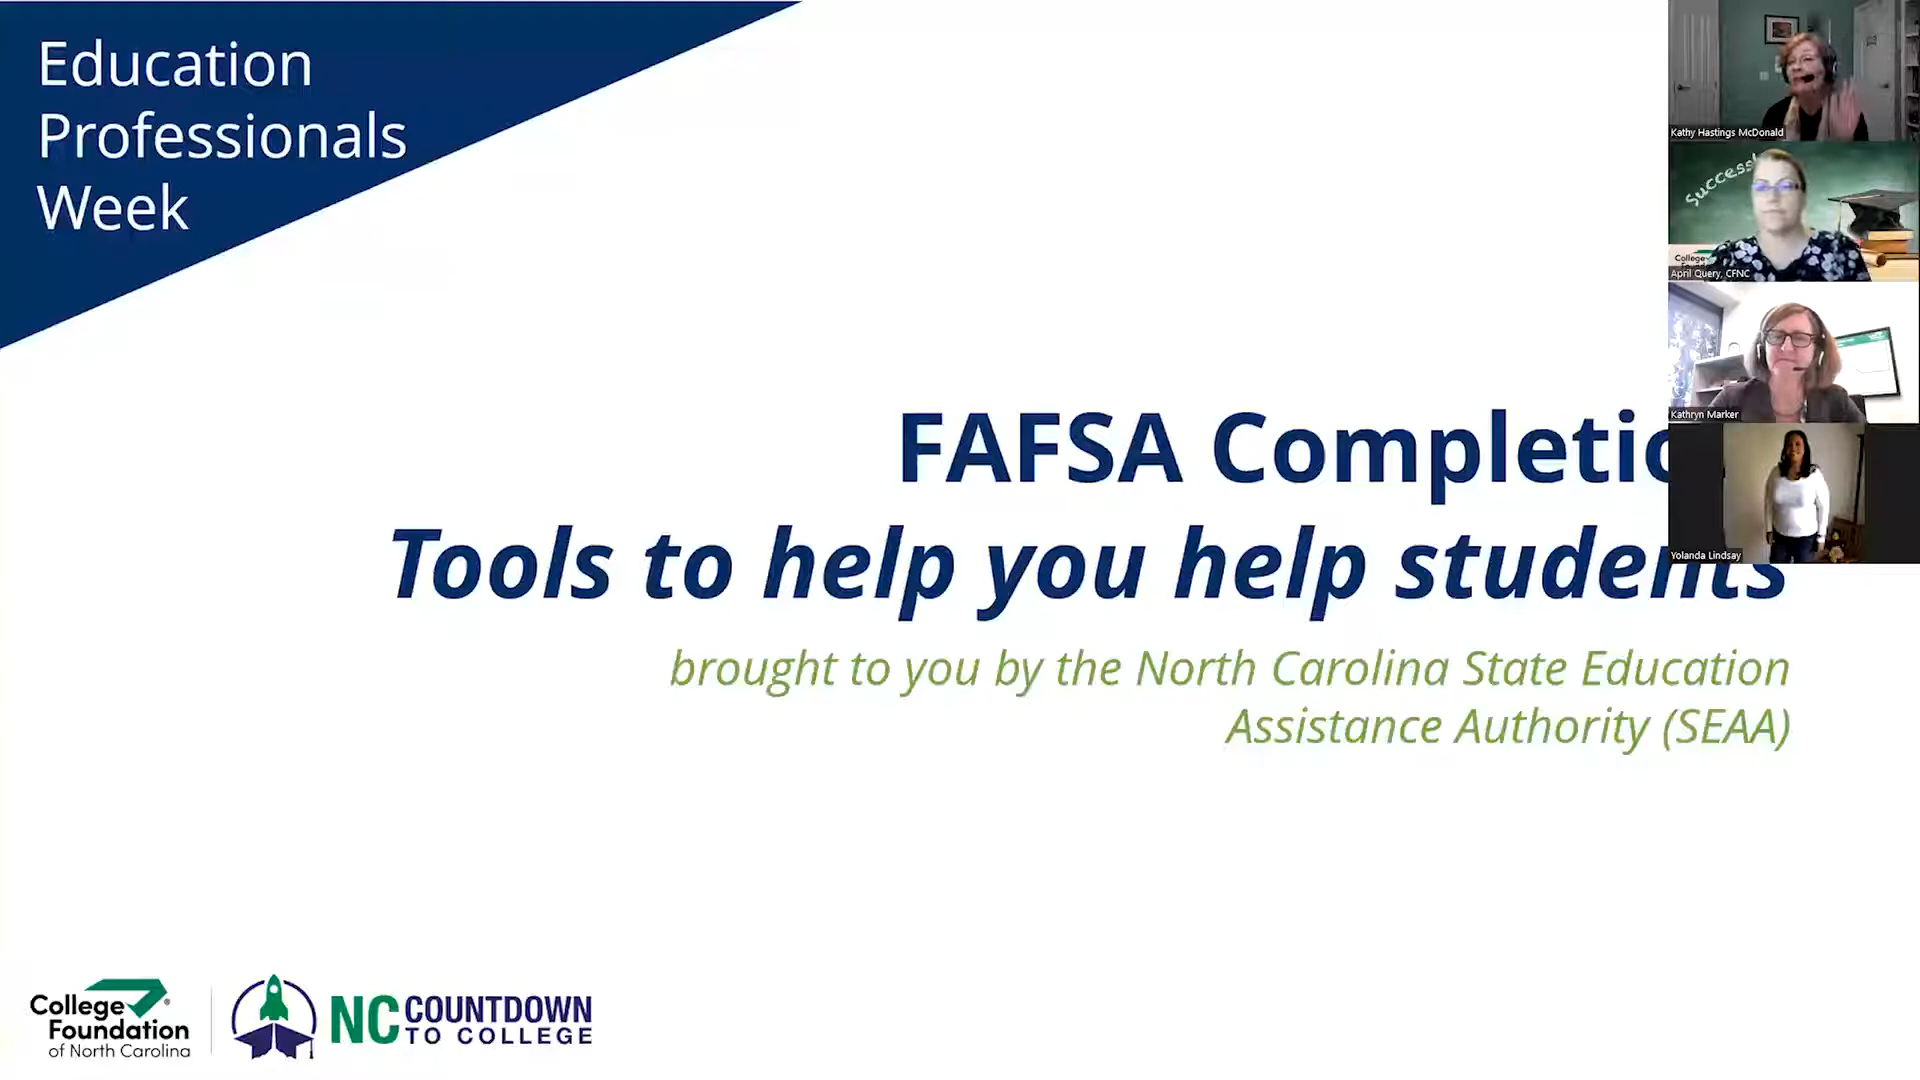 Education
Professionals
Week
Kathy Hastings McDonald
Success!
College
April Query, CFNC
Kathryn Marker
Yolanda Lindsay
FAFSA Completio
Tools to help you help students
brought to you by the North Carolina State Education
Assistance Authority (SEAA)
College
Foundation
of North Carolina
NC COUNTDOWN
TO COLLEGE